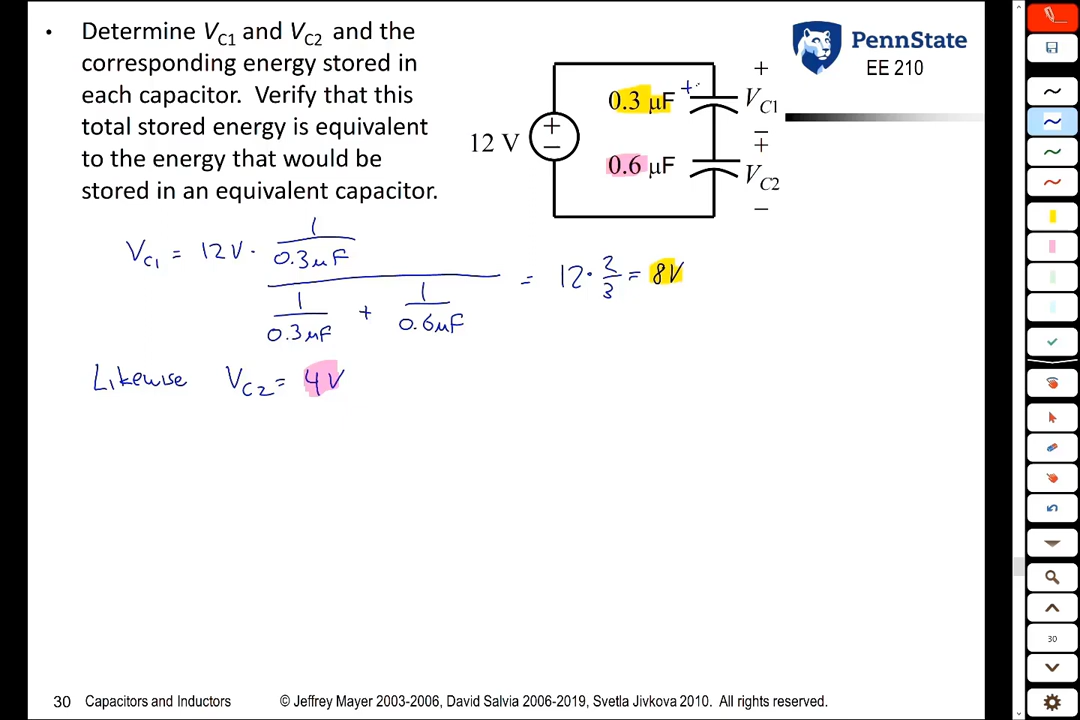 • Determine VC1 and VC2 and the
corresponding energy stored in
each capacitor. Verify that this
total stored energy is equivalent
to the energy that would be
stored in an equivalent capacitor.
PennState
EE 210
12 V
+
−
0.3 μF
+
+
VC1
−
0.6 μF
+
VC2
−
VC1 = 12V · 1/0.3μF / (1/0.3μF + 1/0.6μF) = 12 · 2/3 = 8V
Likewise VC2 = 4V
30 Capacitors and Inductors © Jeffrey Mayer 2003-2006, David Salvia 2006-2019, Svetla Jivkova 2010. All rights reserved.
30